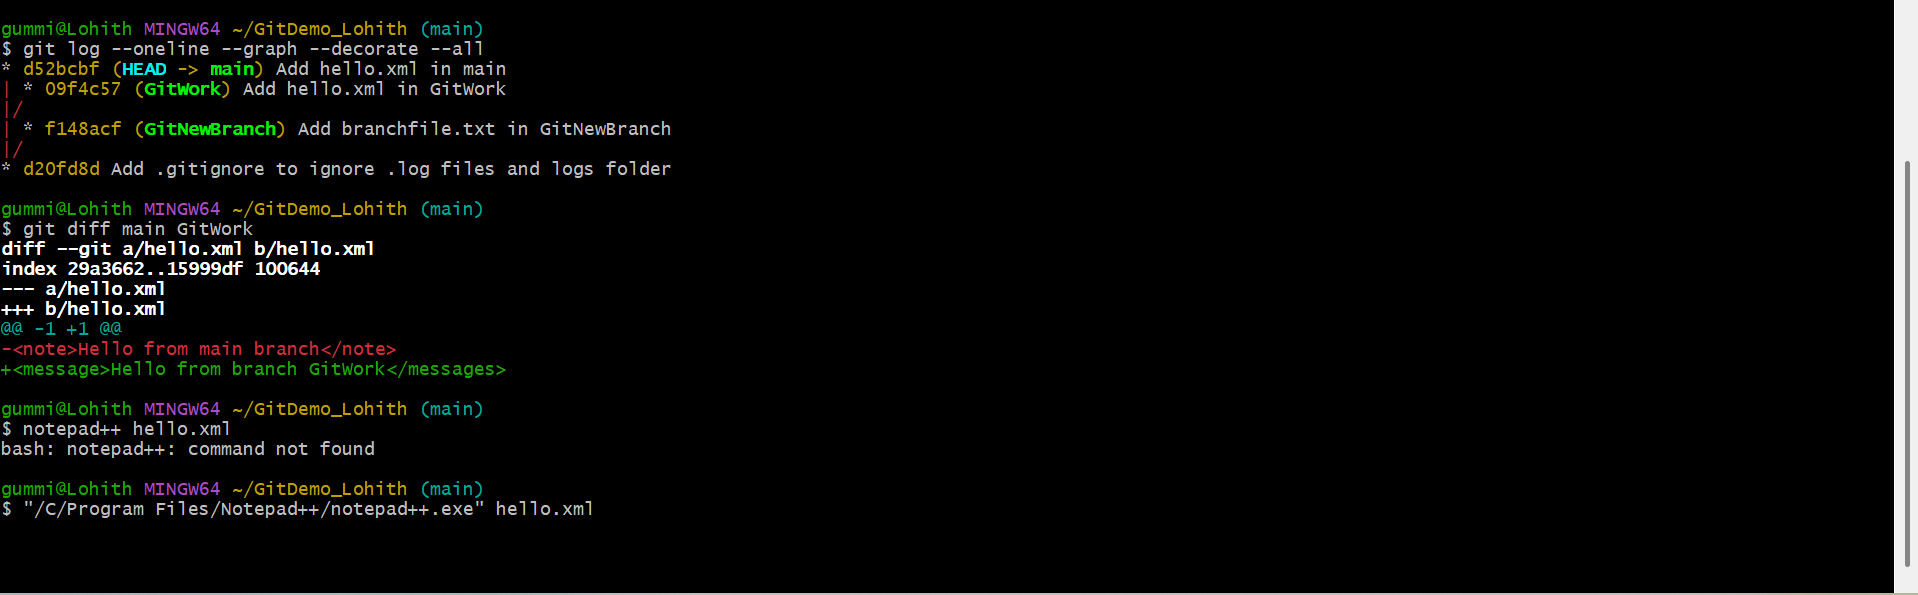 gummi@Lohith MINGW64 ~/GitDemo_Lohith (main)
$ git log --oneline --graph --decorate --all
* d52bcbf (HEAD -> main) Add hello.xml in main
| * 09f4c57 (GitWork) Add hello.xml in GitWork
|/
| * f148acf (GitNewBranch) Add branchfile.txt in GitNewBranch
|/
* d20fd8d Add .gitignore to ignore .log files and logs folder
gummi@Lohith MINGW64 ~/GitDemo_Lohith (main)
$ git diff main GitWork
diff --git a/hello.xml b/hello.xml
index 29a3662..15999df 100644
--- a/hello.xml
+++ b/hello.xml
@@ -1 +1 @@
-<note>Hello from main branch</note>
+<message>Hello from branch GitWork</messages>
gummi@Lohith MINGW64 ~/GitDemo_Lohith (main)
$ notepad++ hello.xml
bash: notepad++: command not found
gummi@Lohith MINGW64 ~/GitDemo_Lohith (main)
$ "/C/Program Files/Notepad++/notepad++.exe" hello.xml